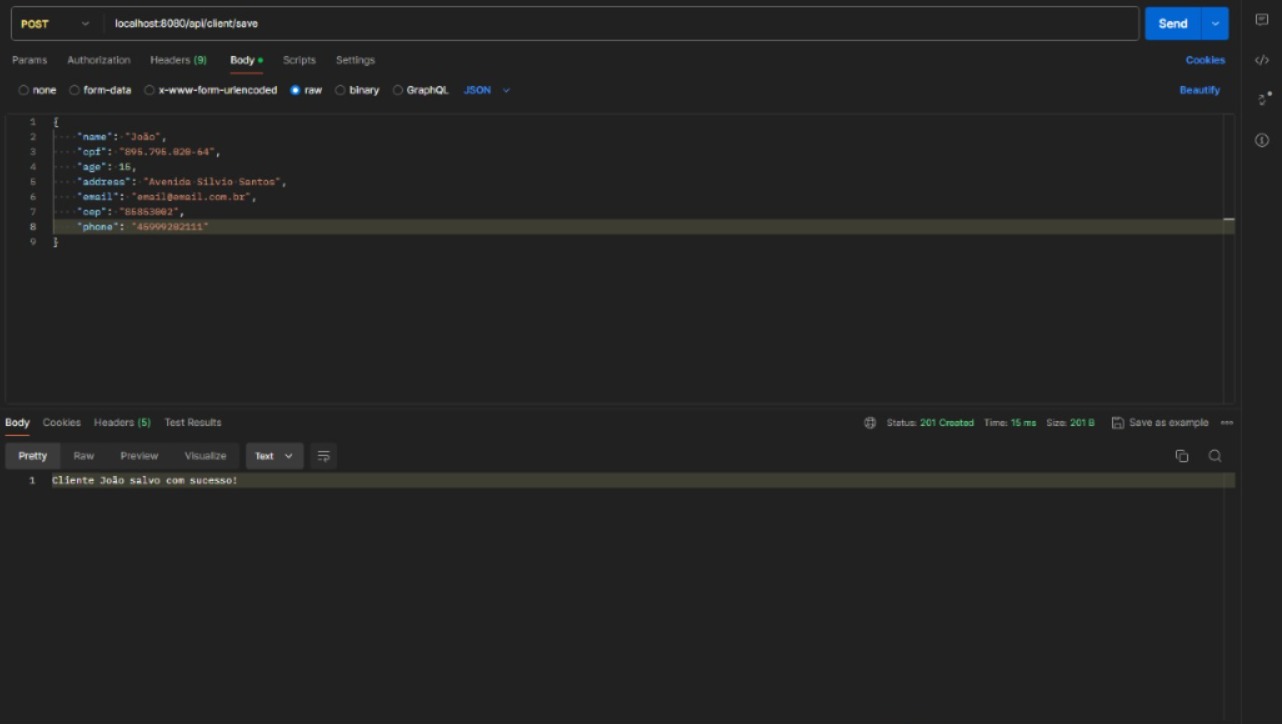 POST localhost:8080/api/client/save Send
Params Authorization Headers (9) Body Scripts Settings Cookies
none form-data x-www-form-urlencoded raw binary GraphQL JSON Beautify
1 {
2 "name": "João",
3 "cpf": "895.795.020-64",
4 "age": 15,
5 "address": "Avenida Silvio Santos",
6 "email": "email@email.com.br",
7 "cep": "85853002",
8 "phone": "45999202111"
9 }
Body Cookies Headers (5) Test Results Status: 201 Created Time: 15 ms Size: 201 B Save as example
Pretty Raw Preview Visualize Text
1 Cliente João salvo com sucesso!